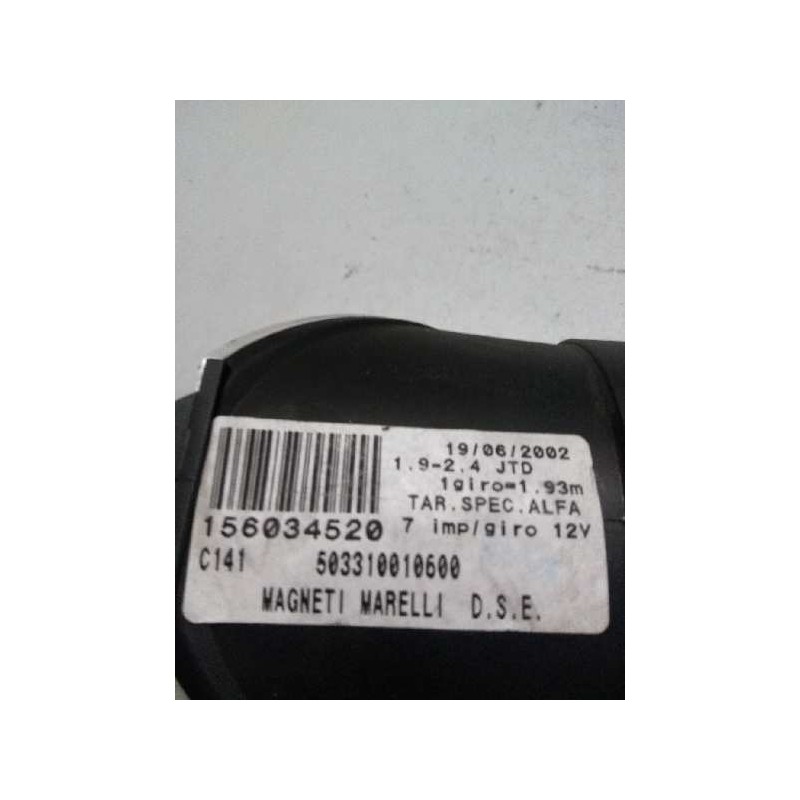 19/06/2002
1.9-2.4 JTD
1giro=1.93m
TAR.SPEC.ALFA
156034520 7 imp/giro 12V
C141 503310010600
MAGNETI MARELLI D.S.E.